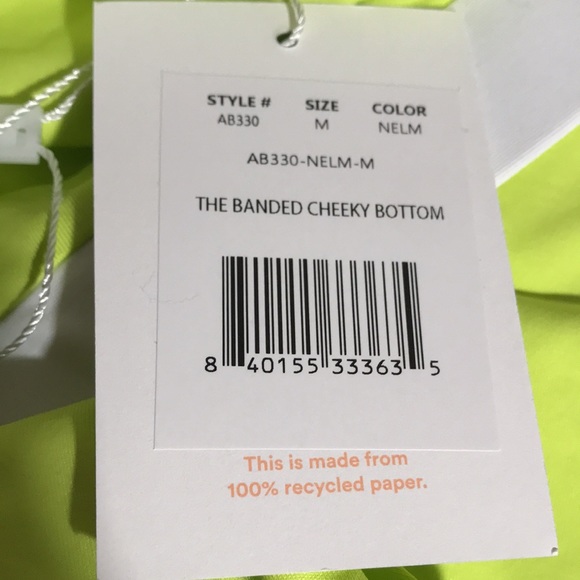 STYLE # SIZE COLOR
AB330 M NELM
AB330-NELM-M
THE BANDED CHEEKY BOTTOM
8 40155 33363 5
This is made from
100% recycled paper.